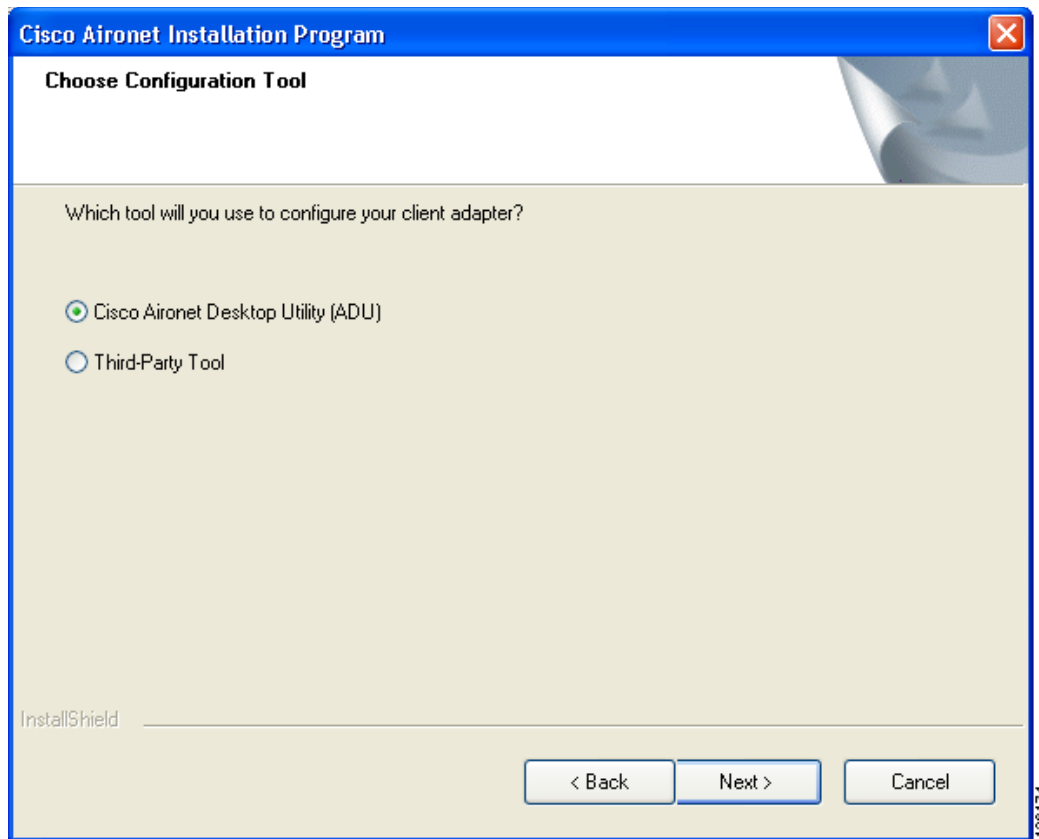 Cisco Aironet Installation Program
Choose Configuration Tool
Which tool will you use to configure your client adapter?
Cisco Aironet Desktop Utility (ADU)
Third-Party Tool
InstallShield
< Back
Next >
Cancel